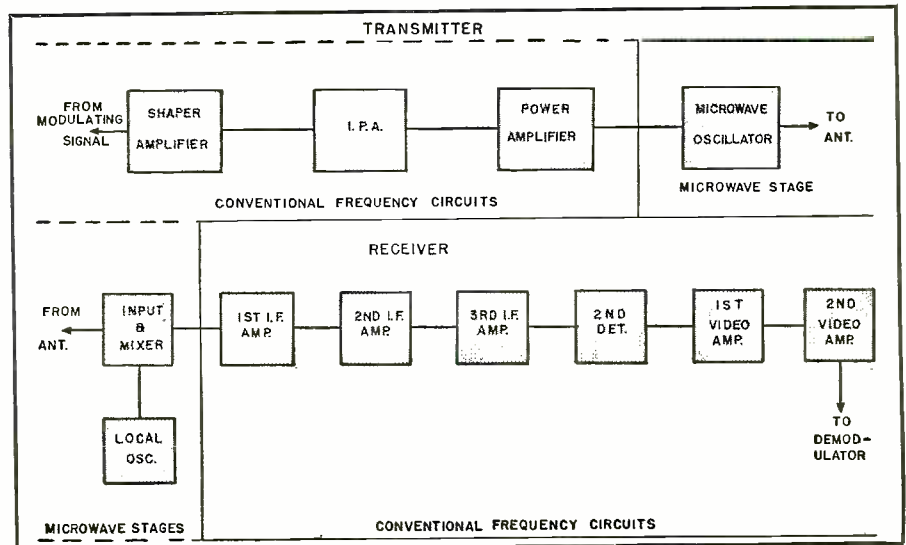 TRANSMITTER
FROM
MODULATING
SIGNAL
SHAPER
AMPLIFIER
I.P.A.
POWER
AMPLIFIER
MICROWAVE
OSCILLATOR
TO
ANT.
MICROWAVE STAGE
CONVENTIONAL FREQUENCY CIRCUITS
RECEIVER
FROM
ANT.
INPUT
&
MIXER
1ST I.F.
AMP.
2ND I.F.
AMP.
3RD I.F.
AMP.
2ND
DET.
1ST
VIDEO
AMP.
2ND
VIDEO
AMP.
LOCAL
OSC.
TO
DEMOD-
ULATOR
MICROWAVE STAGES
CONVENTIONAL FREQUENCY CIRCUITS